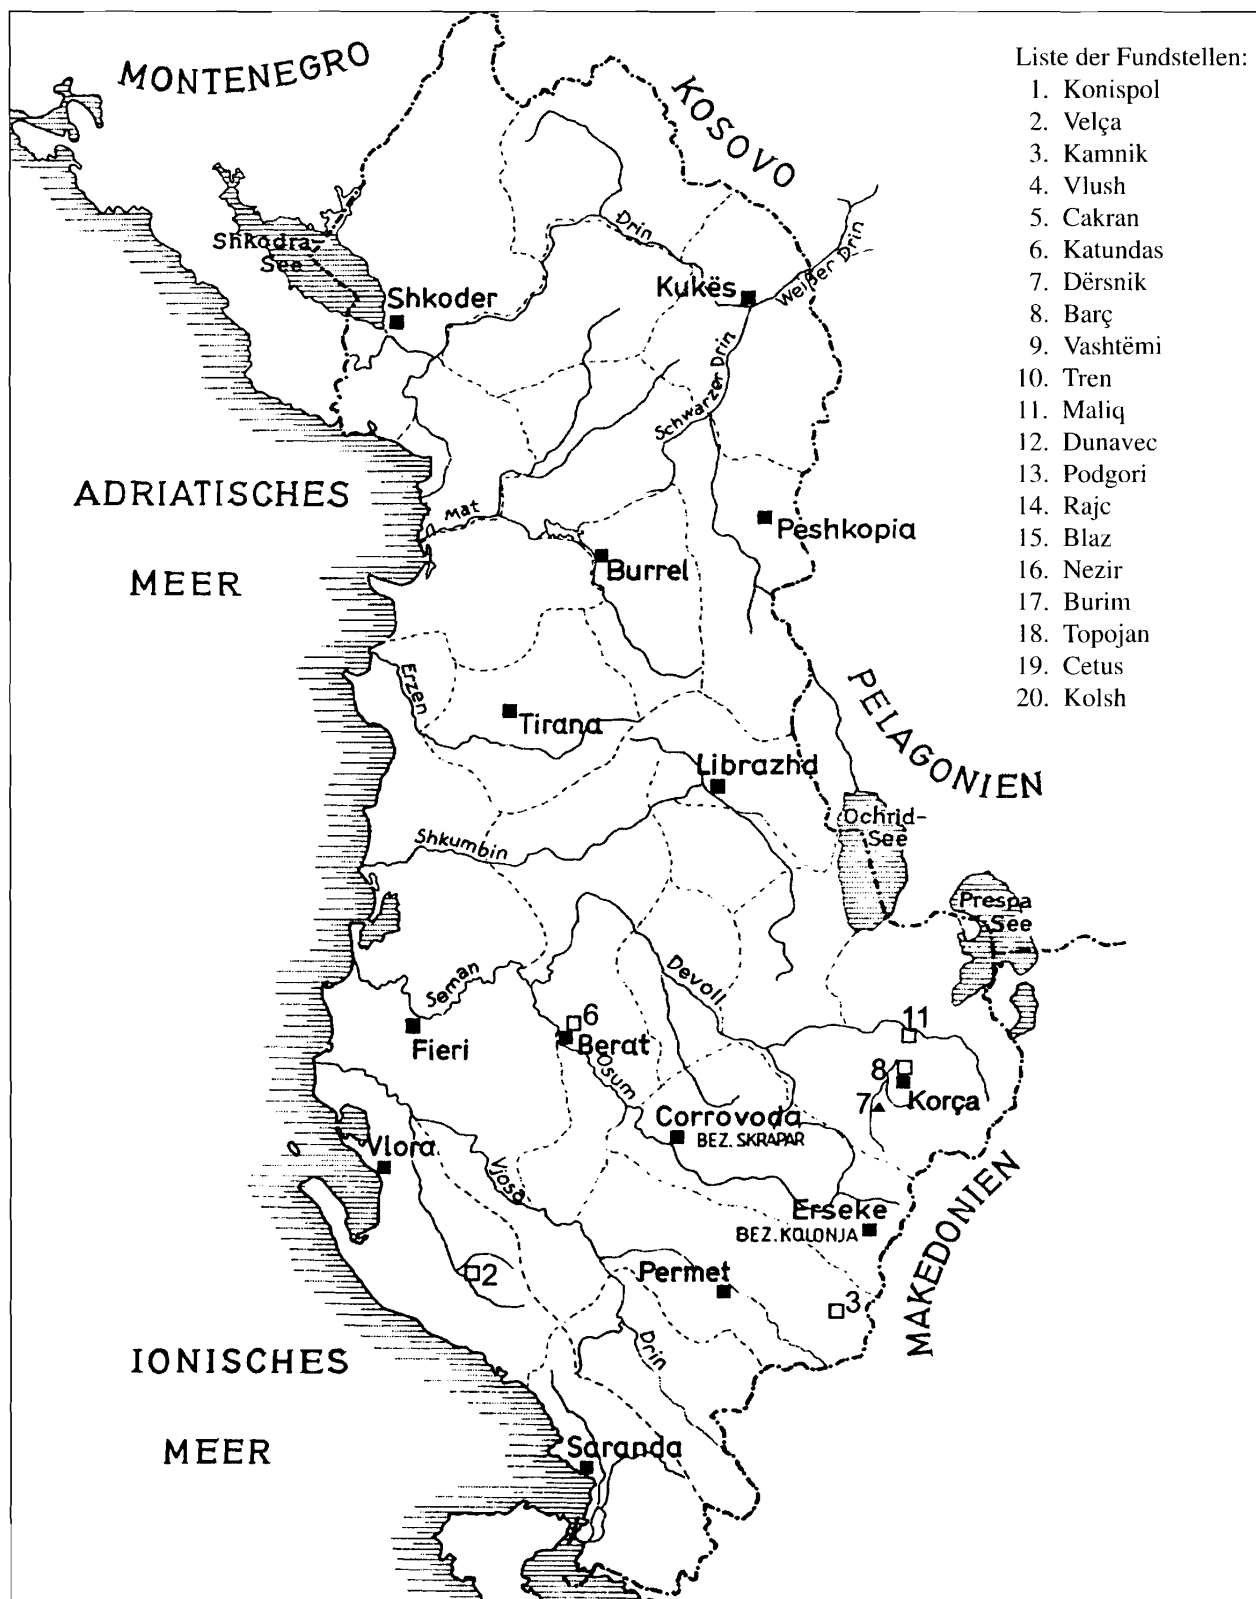 MONTENEGRO
KOSOVO
Liste der Fundstellen:
1. Konispol
2. Velça
3. Kamnik
4. Vlush
5. Cakran
6. Katundas
7. Dërsnik
8. Barç
9. Vashtëmi
10. Tren
11. Maliq
12. Dunavec
13. Podgori
14. Rajc
15. Blaz
16. Nezir
17. Burim
18. Topojan
19. Cetus
20. Kolsh
Shkodra-
See
Drin
Weißer Drin
Kukës
Shkoder
Schwarzer Drin
ADRIATISCHES
MEER
Mat
Peshkopia
Burrel
Erzen
Tirana
PELAGONIEN
Librazhd
Ochrid-
See
Shkumbin
Prespa
See
Devoll
Seman
6
11
Fieri
Berat
Osum
8
7
Korça
Corrovoda
BEZ. SKRAPAR
Vlora
Vjosa
MAKEDONIEN
Erseke
BEZ. KOLONJA
2
Permet
3
Drin
IONISCHES
MEER
Saranda